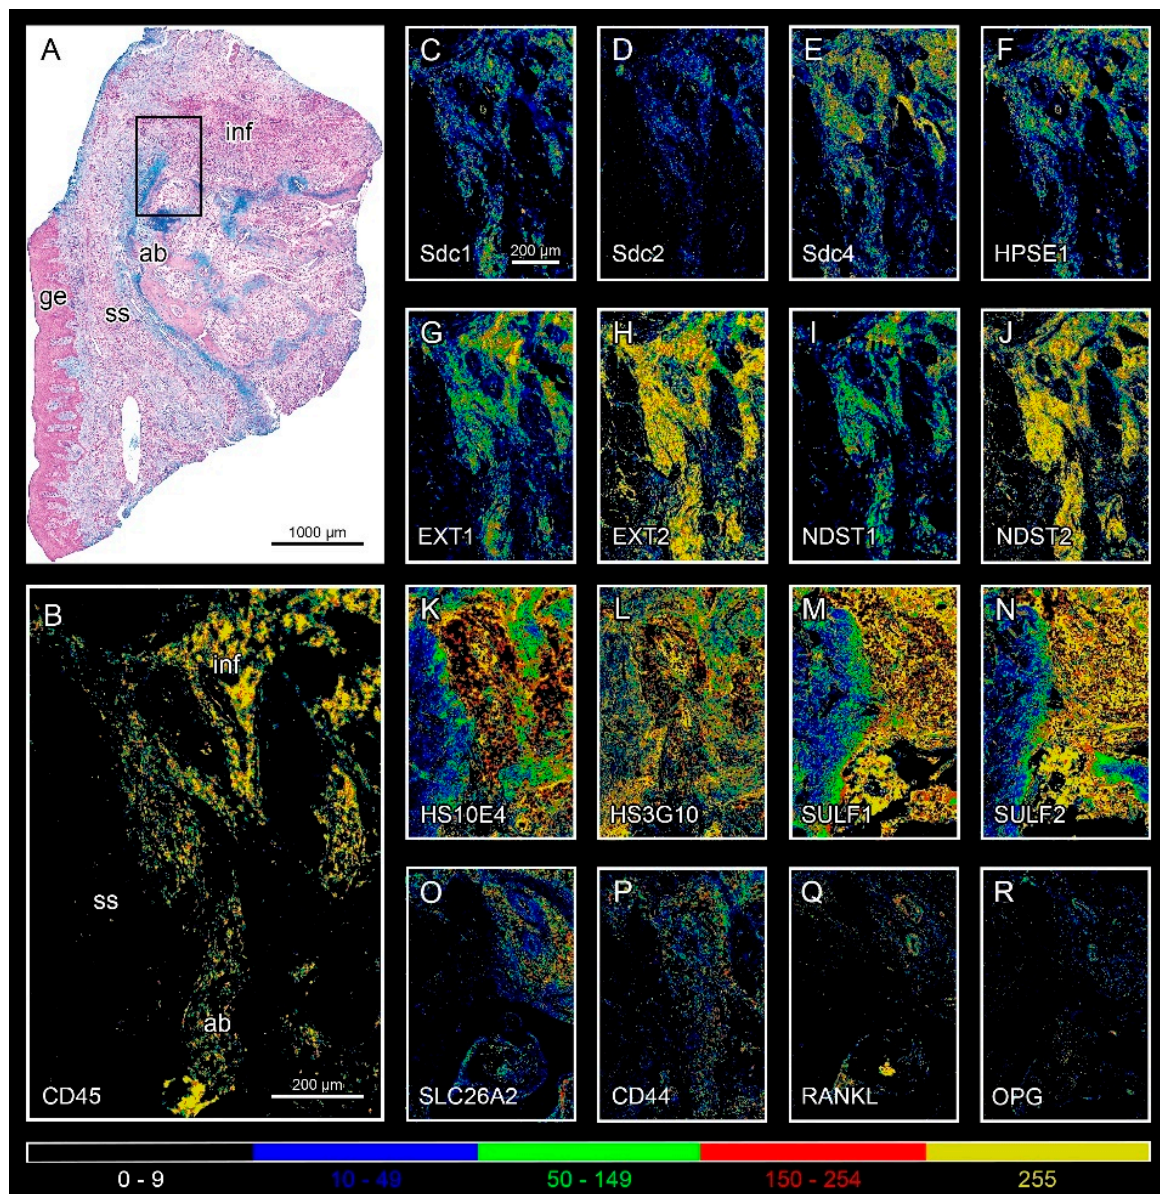 A
inf
ab
ge
ss
1000 µm
B
inf
ss
ab
CD45
200 µm
C
Sdc1
200 µm
D
Sdc2
E
Sdc4
F
HPSE1
G
EXT1
H
EXT2
I
NDST1
J
NDST2
K
HS10E4
L
HS3G10
M
SULF1
N
SULF2
O
SLC26A2
P
CD44
Q
RANKL
R
OPG
0 - 9 10 - 49 50 - 149 150 - 254 255